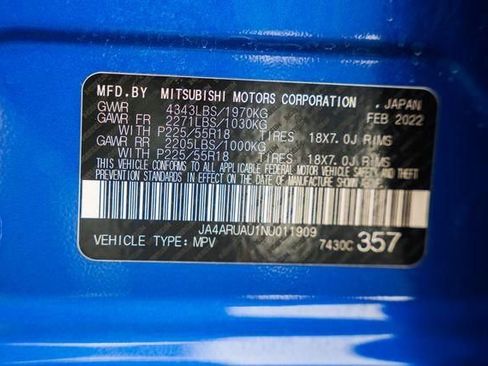 MFD.BY MITSUBISHI MOTORS CORPORATION . JAPAN
GVWR 4343LBS/1970KG FEB 2022
GAWR FR 2271LBS/1030KG
WITH P225/55R18 TIRES 18X7.0J RIMS
GAWR RR 2205LBS/1000KG
WITH P225/55R18 TIRES 18X7.0J RIMS
THIS VEHICLE CONFORMS TO ALL APPLICABLE FEDERAL MOTOR VEHICLE SAFETY AND THEFT
PREVENTION STANDARDS IN EFFECT ON THE DATE OF MANUFACTURE SHOWN ABOVE.
JA4ARUAU1NU011909
VEHICLE TYPE: MPV 7430C 357